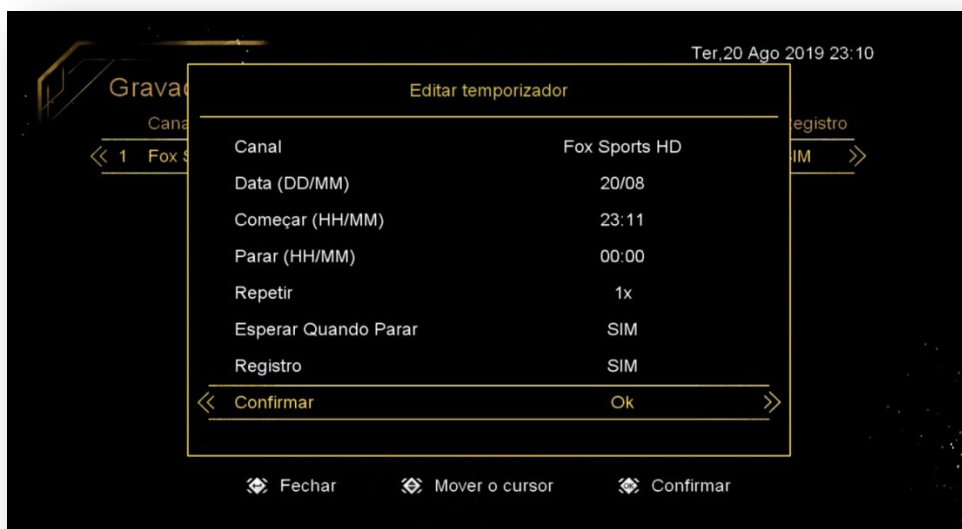 Ter,20 Ago 2019 23:10
Editar temporizador
Canal Fox Sports HD
Data (DD/MM) 20/08
Começar (HH/MM) 23:11
Parar (HH/MM) 00:00
Repetir 1x
Esperar Quando Parar SIM
Registro SIM
Confirmar Ok
1 Fox
Fechar Mover o cursor Confirmar